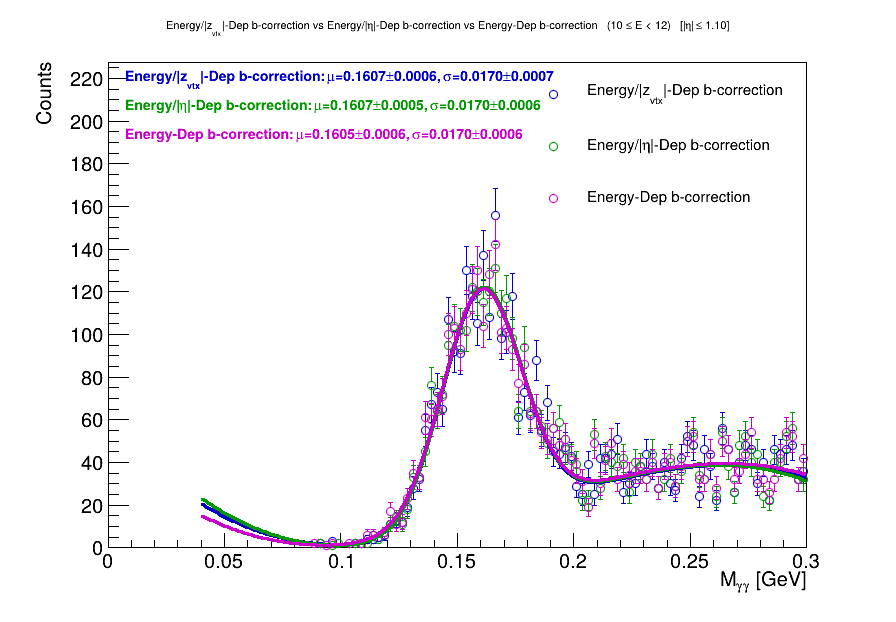 Energy/|z_vtx|-Dep b-correction vs Energy/|η|-Dep b-correction vs Energy-Dep b-correction (10 ≤ E < 12) [|η| ≤ 1.10]
Counts
Energy/|z_vtx|-Dep b-correction: μ=0.1607±0.0006, σ=0.0170±0.0007
Energy/|η|-Dep b-correction: μ=0.1607±0.0005, σ=0.0170±0.0006
Energy-Dep b-correction: μ=0.1605±0.0006, σ=0.0170±0.0006
Energy/|z_vtx|-Dep b-correction
Energy/|η|-Dep b-correction
Energy-Dep b-correction
220
200
180
160
140
120
100
80
60
40
20
0
0 0.05 0.1 0.15 0.2 0.25 0.3
M_γγ [GeV]